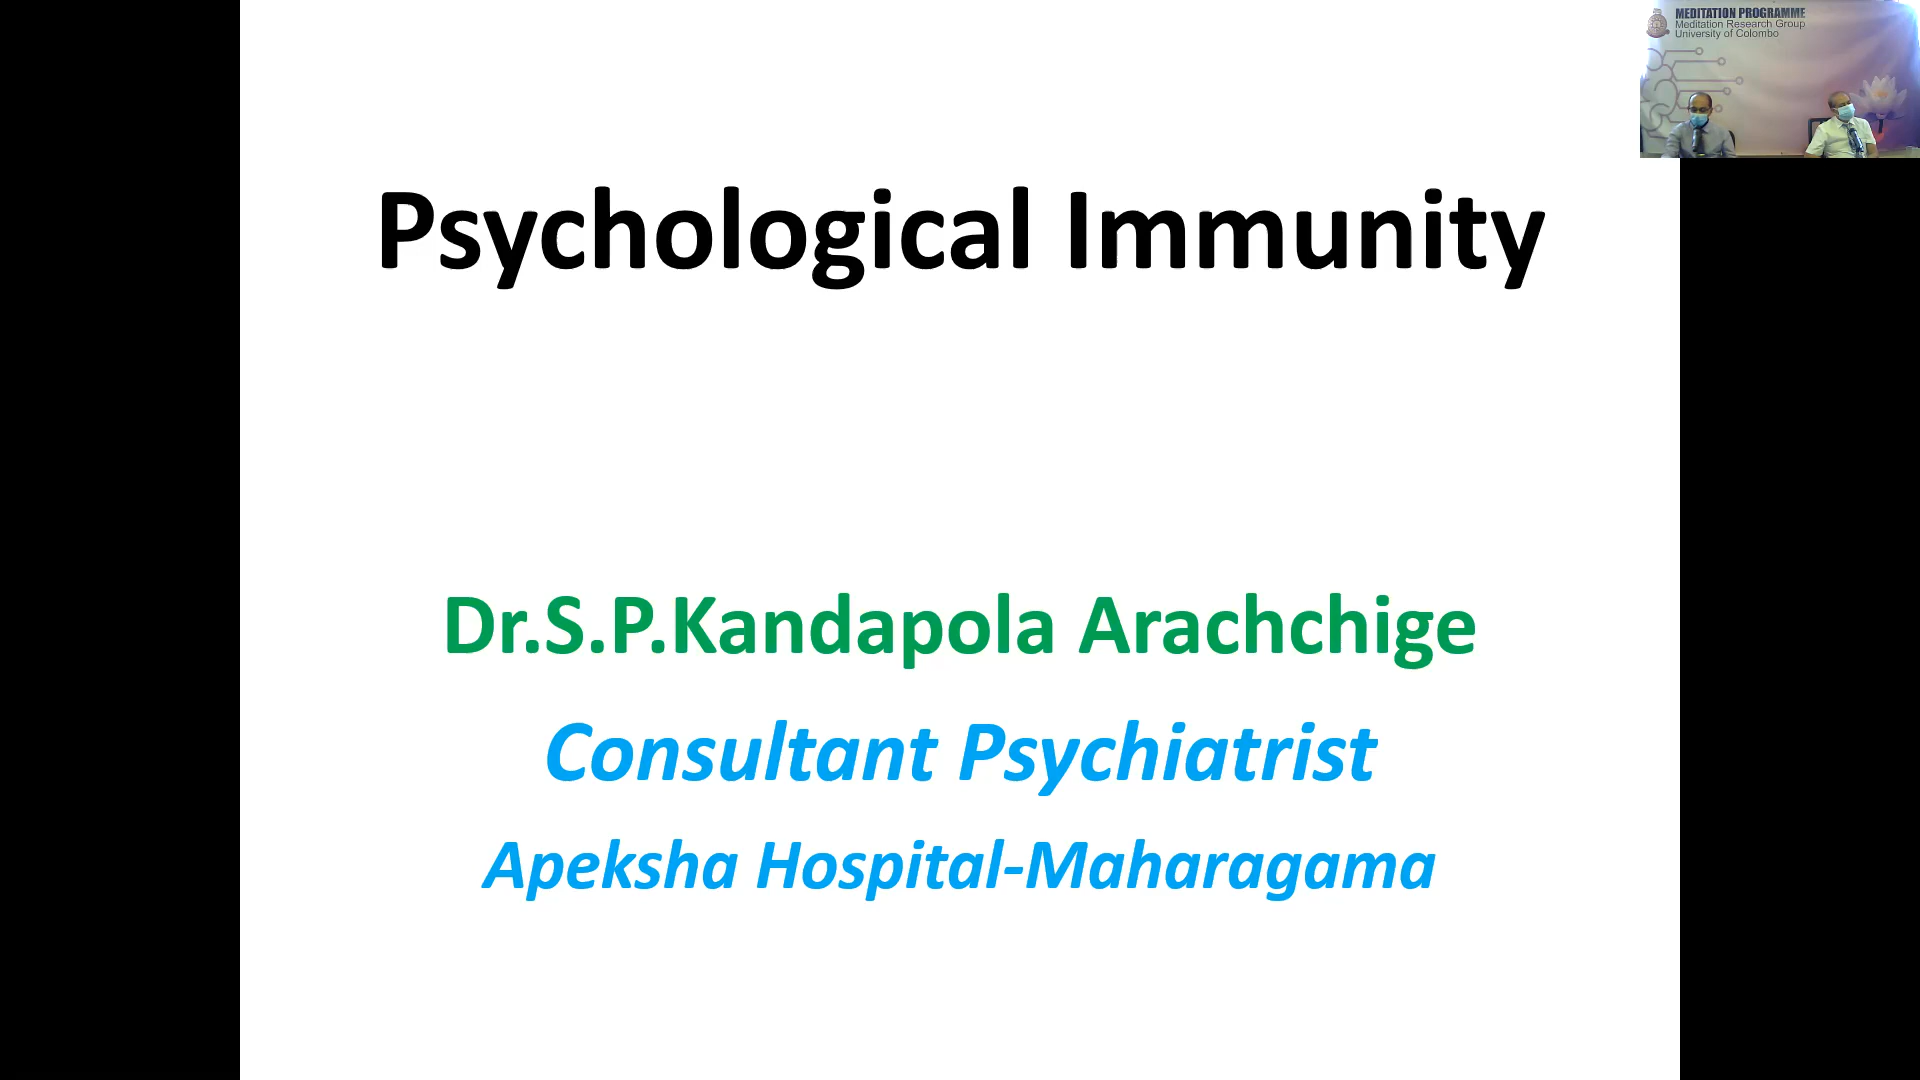 MEDITATION PROGRAMME
Meditation Research Group
University of Colombo
Psychological Immunity
Dr.S.P.Kandapola Arachchige
Consultant Psychiatrist
Apeksha Hospital-Maharagama